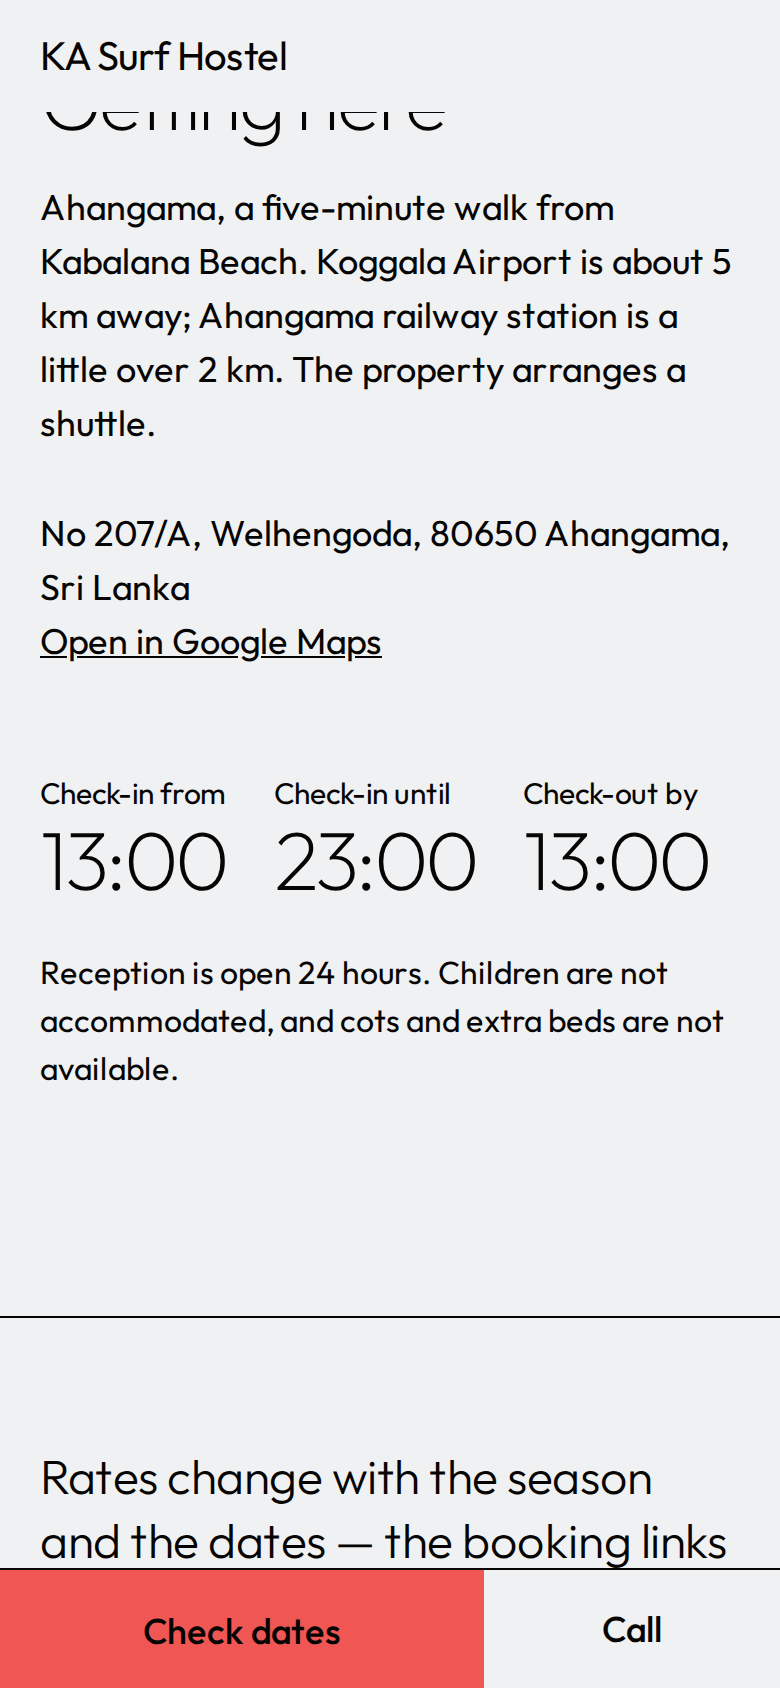 KA Surf Hostel
Getting here
Ahangama, a five-minute walk from
Kabalana Beach. Koggala Airport is about 5
km away; Ahangama railway station is a
little over 2 km. The property arranges a
shuttle.
No 207/A, Welhengoda, 80650 Ahangama,
Sri Lanka
Open in Google Maps
Check-in from Check-in until Check-out by
13:00 23:00 13:00
Reception is open 24 hours. Children are not
accommodated, and cots and extra beds are not
available.
Rates change with the season
and the dates — the booking links
Check dates Call